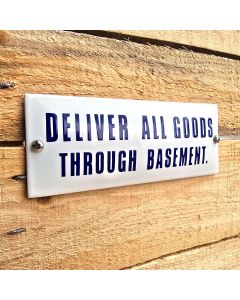 DELIVER ALL GOODS
THROUGH BASEMENT.